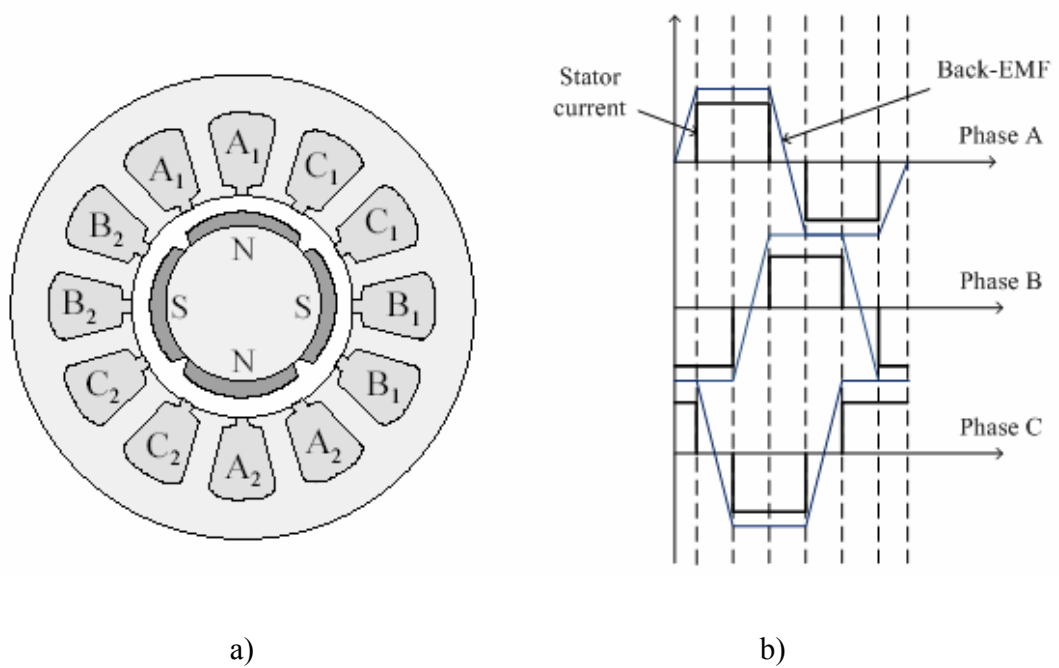 A₁
A₁
C₁
C₁
B₂
B₂
B₁
B₁
C₂
C₂
A₂
A₂
N
S
S
N
Stator
current
Back-EMF
Phase A
Phase B
Phase C
a)
b)